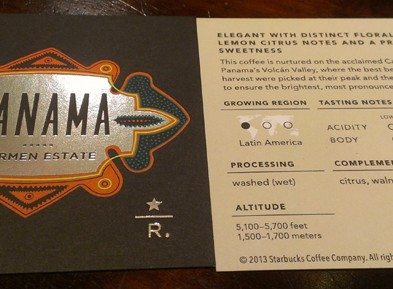 ANAMA
RMEN ESTATE
R.
ELEGANT WITH DISTINCT FLORAL
LEMON CITRUS NOTES AND A PR
SWEETNESS
This coffee is nurtured on the acclaimed Ca
Panama's Volcán Valley, where the best be
harvest were picked at their peak and the
to ensure the brightest, most pronounc
GROWING REGION
Latin America
TASTING NOTES
LOW
ACIDITY
BODY
PROCESSING
washed (wet)
COMPLEMEN
citrus, waln
ALTITUDE
5,100–5,700 feet
1,500–1,700 meters
© 2013 Starbucks Coffee Company. All righ